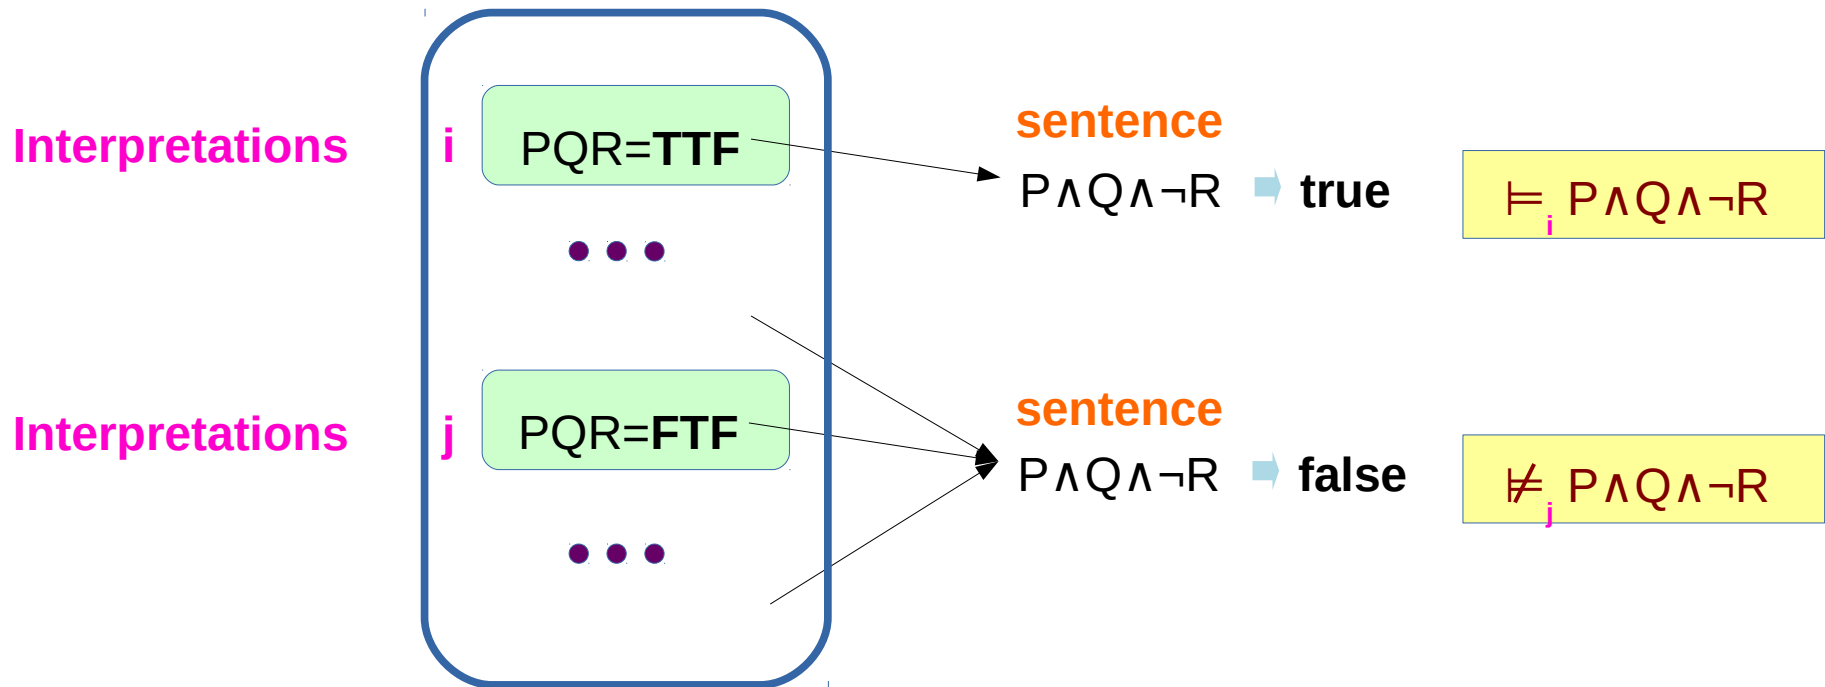 Interpretations i PQR=TTF
sentence
P∧Q∧¬R true
⊨i P∧Q∧¬R
Interpretations j PQR=FTF
sentence
P∧Q∧¬R false
⊭j P∧Q∧¬R